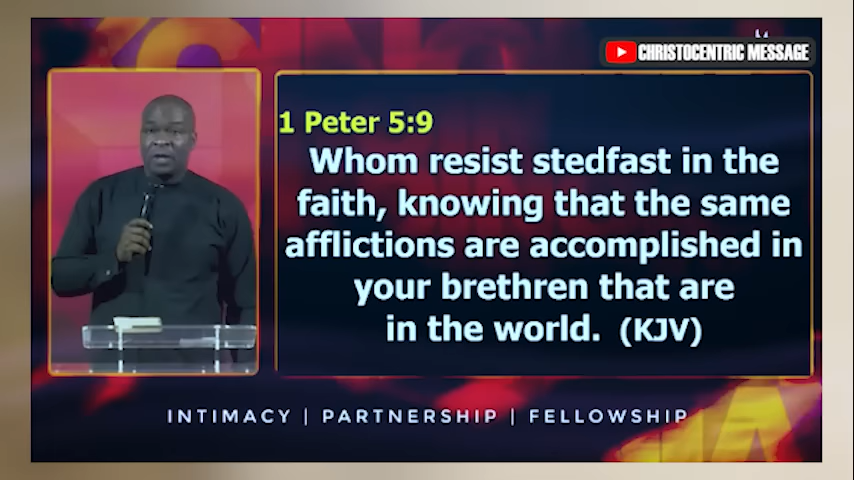 CHRISTOCENTRIC MESSAGE
1 Peter 5:9
Whom resist stedfast in the
faith, knowing that the same
afflictions are accomplished in
your brethren that are
in the world. (KJV)
INTIMACY | PARTNERSHIP | FELLOWSHIP